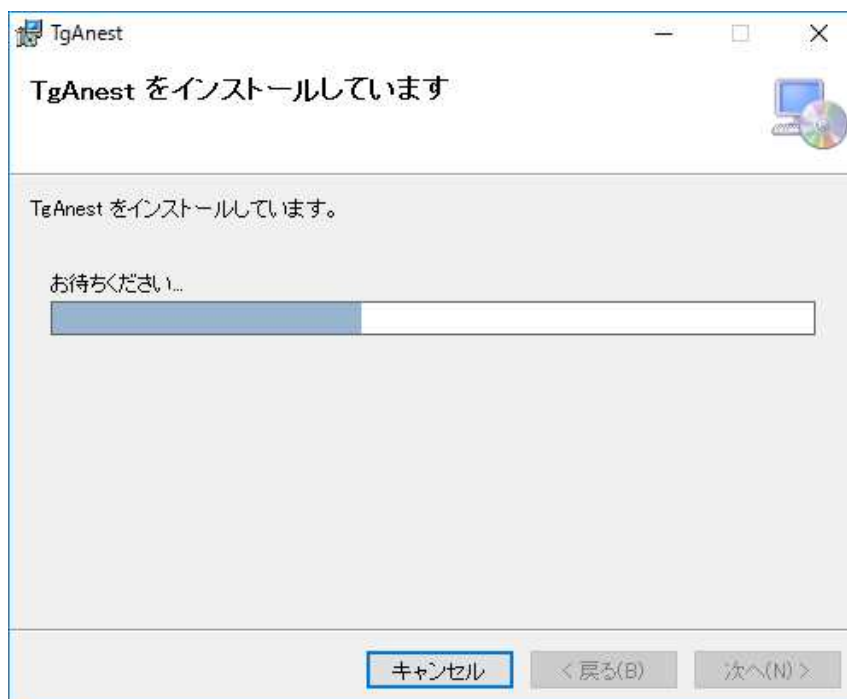 TgAnest
TgAnest をインストールしています
TgAnest をインストールしています。
お待ちください...
キャンセル
< 戻る(B)
次へ(N) >